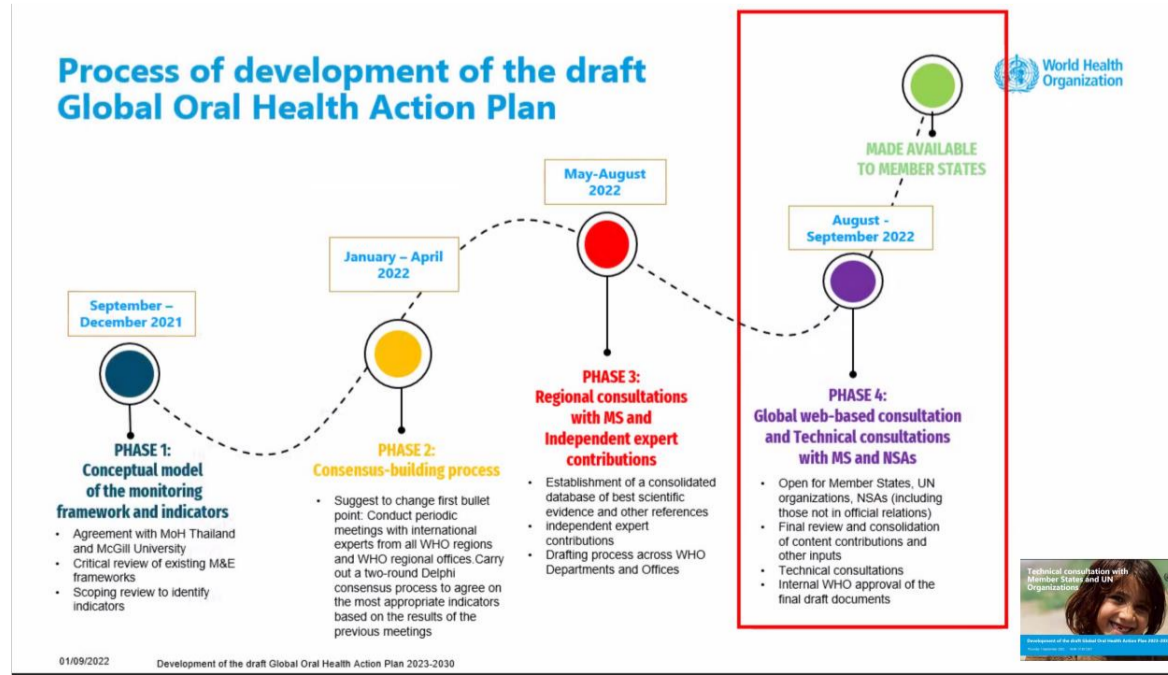 Process of development of the draft
Global Oral Health Action Plan
World Health
Organization
MADE AVAILABLE
TO MEMBER STATES
September –
December 2021
PHASE 1:
Conceptual model
of the monitoring
framework and indicators
• Agreement with MoH Thailand
and McGill University
• Critical review of existing M&E
frameworks
• Scoping review to identify
indicators
January – April
2022
PHASE 2:
Consensus-building process
• Suggest to change first bullet
point: Conduct periodic
meetings with international
experts from all WHO regions
and WHO regional offices.Carry
out a two-round Delphi
consensus process to agree on
the most appropriate indicators
based on the results of the
previous meetings
May-August
2022
PHASE 3:
Regional consultations
with MS and
Independent expert
contributions
• Establishment of a consolidated
database of best scientific
evidence and other references
• independent expert
contributions
• Drafting process across WHO
Departments and Offices
August -
September 2022
PHASE 4:
Global web-based consultation
and Technical consultations
with MS and NSAs
• Open for Member States, UN
organizations, NSAs (including
those not in official relations)
• Final review and consolidation
of content contributions and
other inputs
• Technical consultations
• Internal WHO approval of the
final draft documents
Technical consultation with
Member States and UN
Organizations
Development of the draft Global Oral Health Action Plan
01/09/2022
Development of the draft Global Oral Health Action Plan 2023-2030